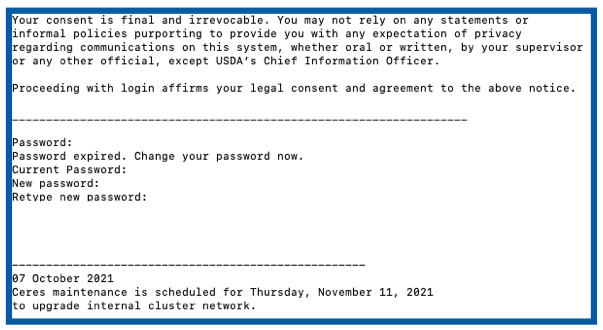 Your consent is final and irrevocable. You may not rely on any statements or
informal policies purporting to provide you with any expectation of privacy
regarding communications on this system, whether oral or written, by your supervisor
or any other official, except USDA's Chief Information Officer.
Proceeding with login affirms your legal consent and agreement to the above notice.
____________________________________________________________________
Password:
Password expired. Change your password now.
Current Password:
New password:
Retype new password:
-----------------------------------------------------
07 October 2021
Ceres maintenance is scheduled for Thursday, November 11, 2021
to upgrade internal cluster network.